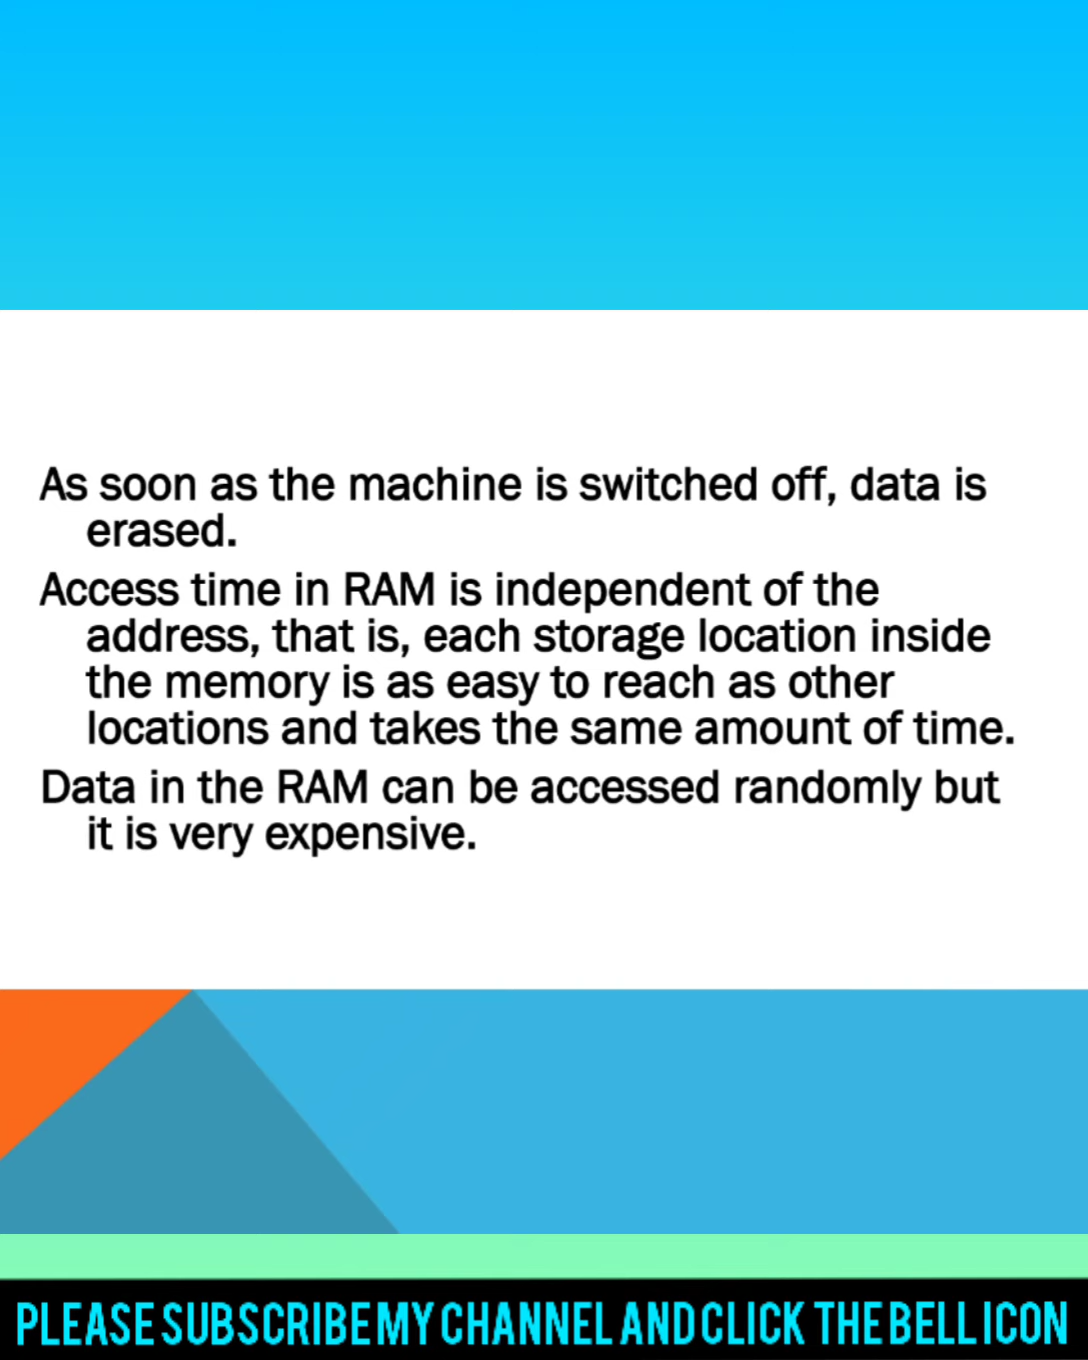 As soon as the machine is switched off, data is
erased.
Access time in RAM is independent of the
address, that is, each storage location inside
the memory is as easy to reach as other
locations and takes the same amount of time.
Data in the RAM can be accessed randomly but
it is very expensive.
PLEASE SUBSCRIBE MY CHANNEL AND CLICK THE BELL ICON